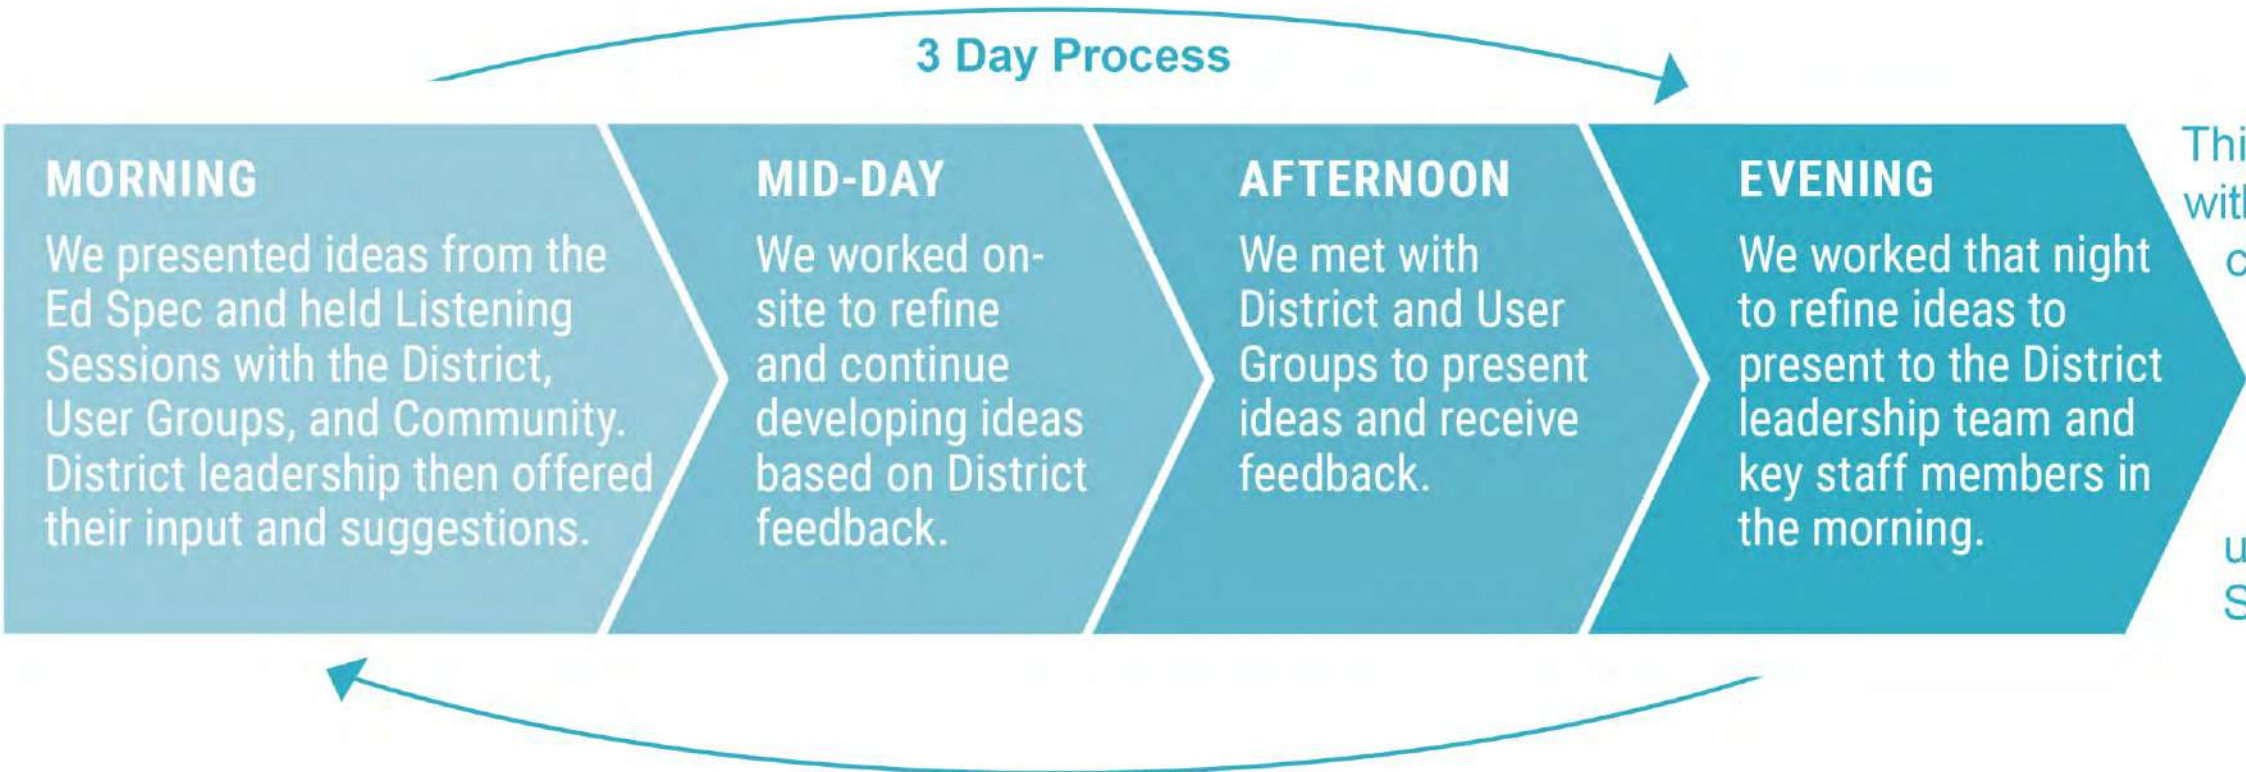 3 Day Process
MORNING
We presented ideas from the
Ed Spec and held Listening
Sessions with the District,
User Groups, and Community.
District leadership then offered
their input and suggestions.
MID-DAY
We worked on-
site to refine
and continue
developing ideas
based on District
feedback.
AFTERNOON
We met with
District and User
Groups to present
ideas and receive
feedback.
EVENING
We worked that night
to refine ideas to
present to the District
leadership team and
key staff members in
the morning.